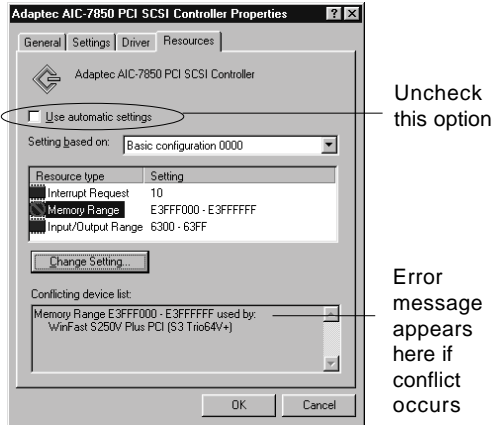 Adaptec AIC-7850 PCI SCSI Controller Properties
General Settings Driver Resources
Adaptec AIC-7850 PCI SCSI Controller
Use automatic settings
Uncheck
this option
Setting based on: Basic configuration 0000
Resource type Setting
Interrupt Request 10
Memory Range E3FFF000 - E3FFFFFF
Input/Output Range 6300 - 63FF
Change Setting...
Conflicting device list:
Memory Range E3FFF000 - E3FFFFFF used by:
WinFast S250V Plus PCI (S3 Trio64V+)
Error
message
appears
here if
conflict
occurs
OK Cancel